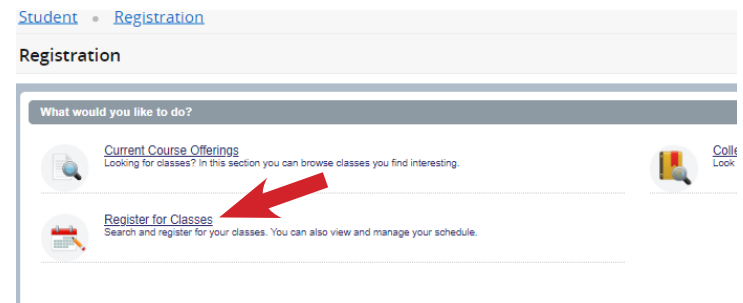 Student • Registration
Registration
What would you like to do?
Current Course Offerings
Looking for classes? In this section you can browse classes you find interesting.
Colle
Look
Register for Classes
Search and register for your classes. You can also view and manage your schedule.